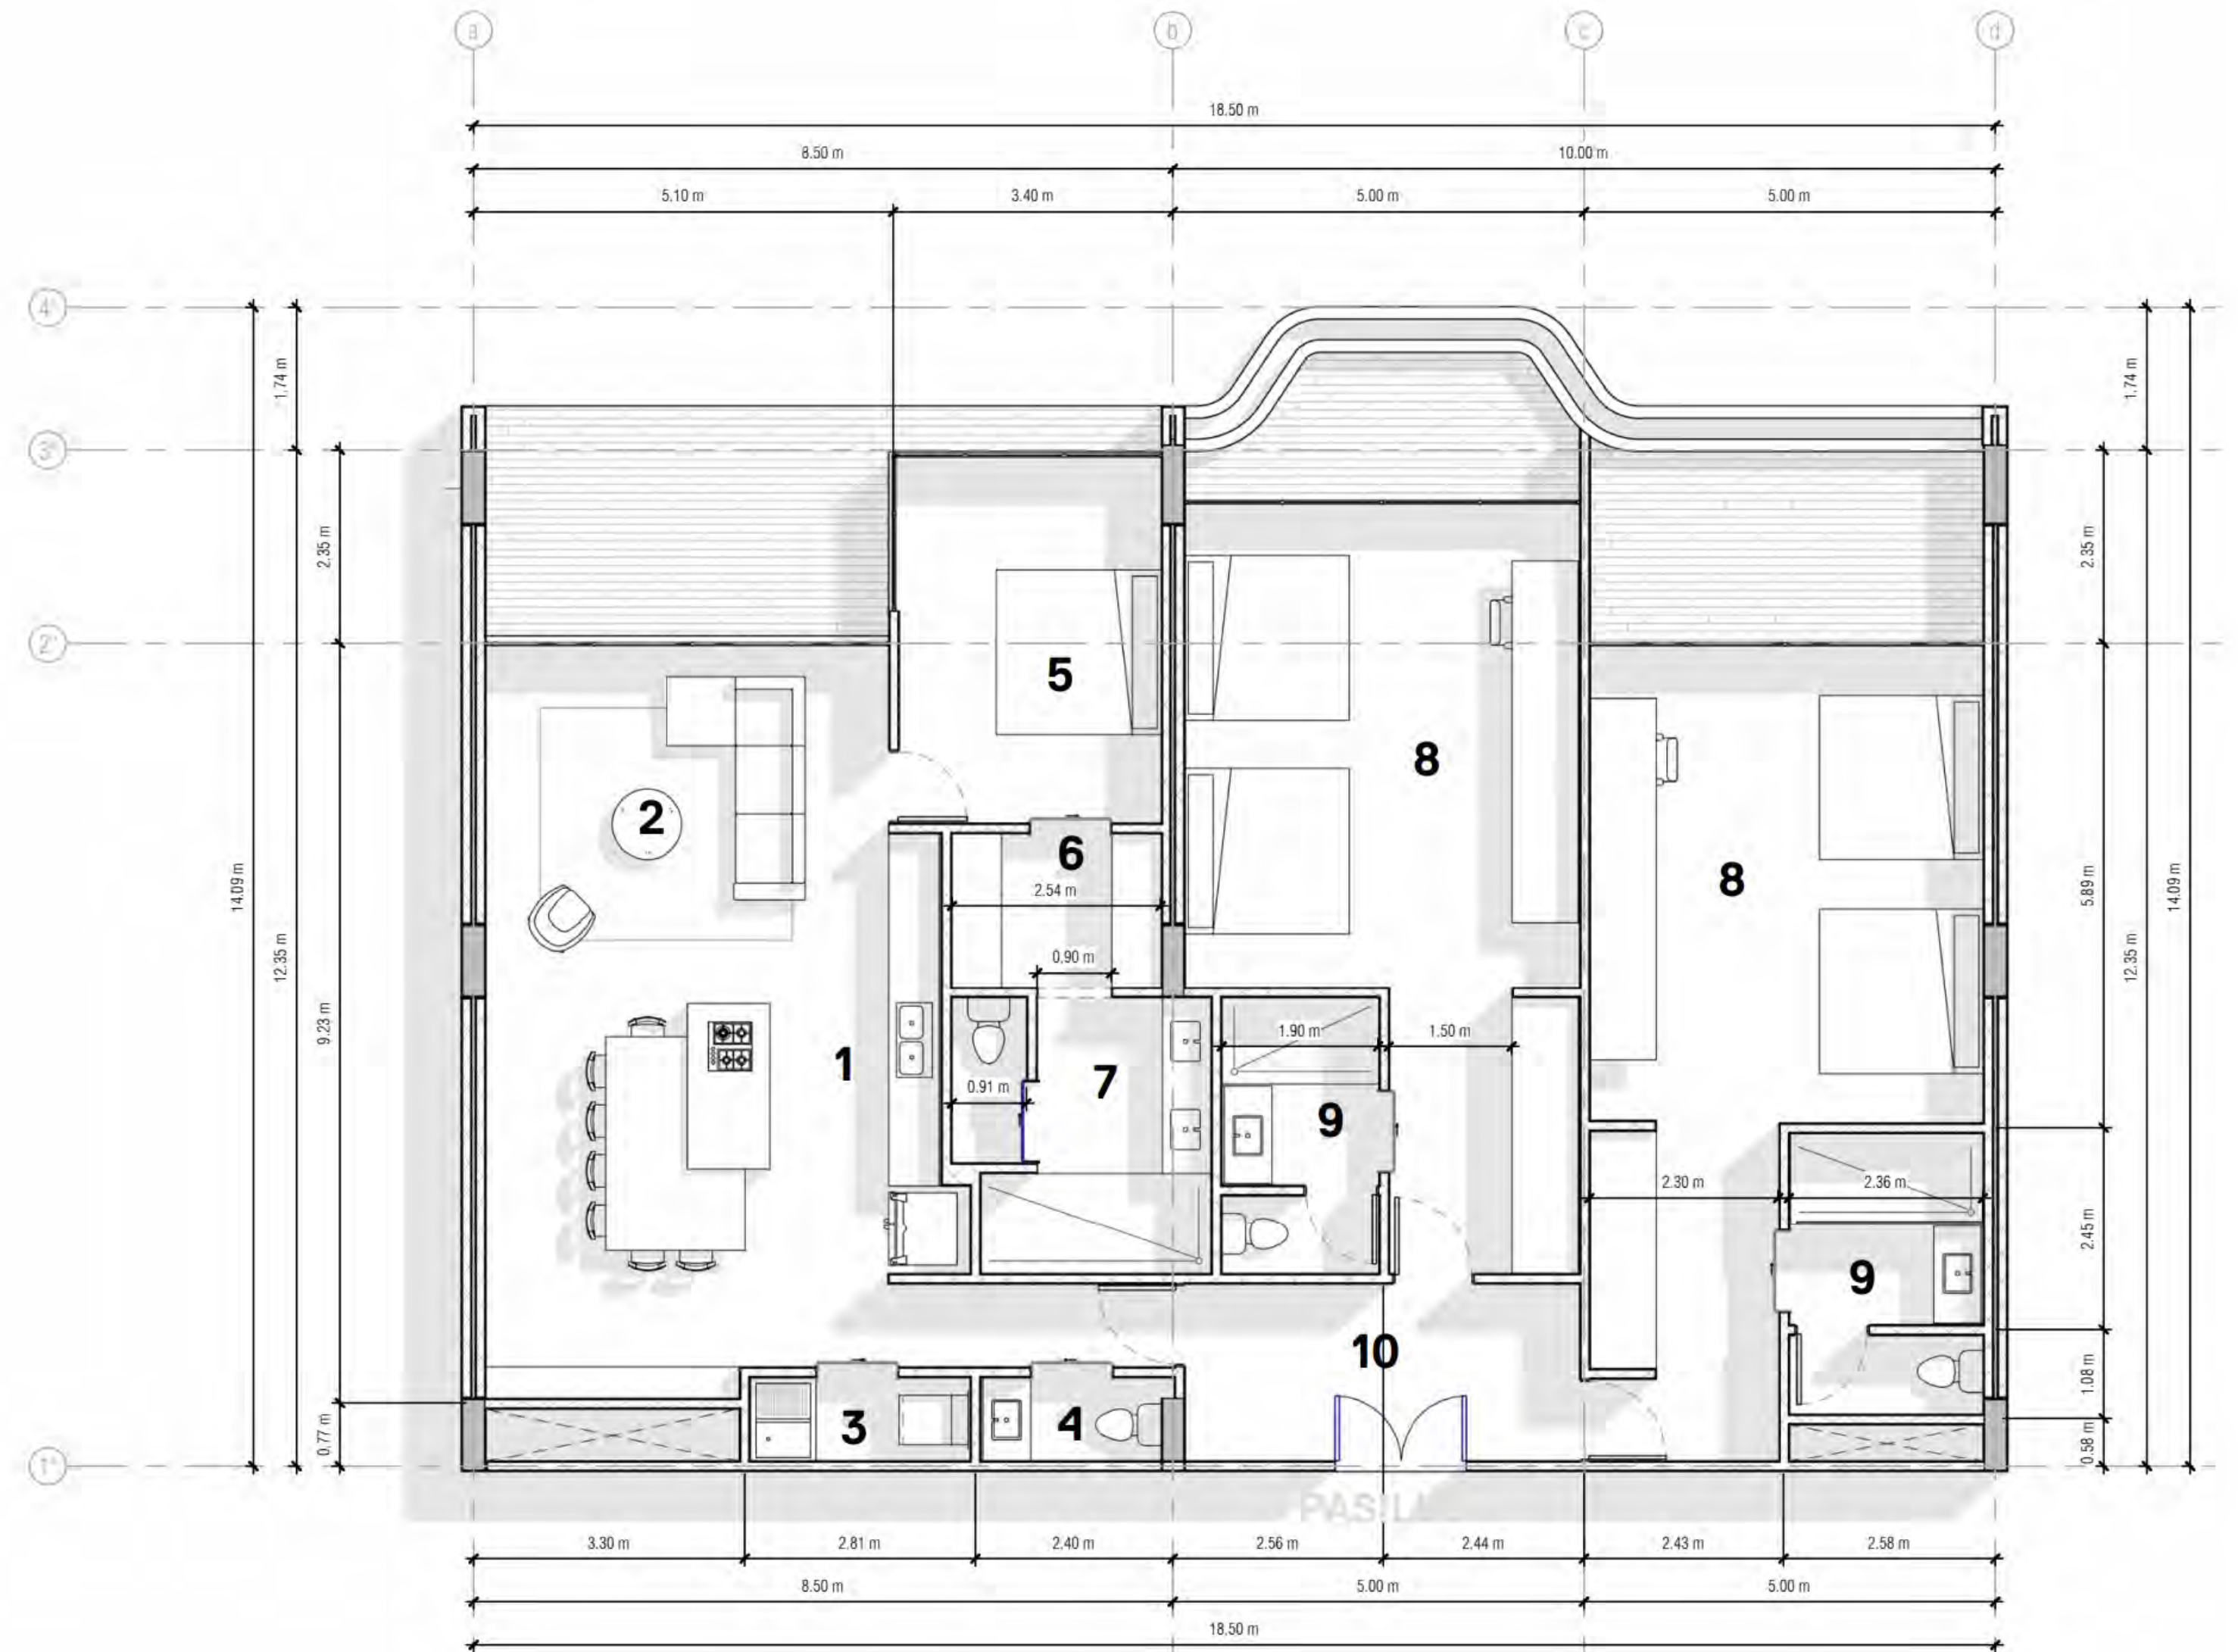 a b c d
18.50 m
8.50 m 10.00 m
5.10 m 3.40 m 5.00 m 5.00 m
4'
1.74 m 1.74 m
3'
2.35 m 2.35 m
2'
5
8
2
6
8
2.54 m
14.09 m 5.89 m 14.09 m
0.90 m
12.35 m 12.35 m
9.23 m
1.90 m 1.50 m
1
7
0.91 m
9
2.30 m 2.36 m
2.45 m
9
10
1.08 m
3 4
0.77 m 0.58 m
1'
3.30 m 2.81 m 2.40 m 2.56 m 2.44 m 2.43 m 2.58 m
8.50 m 5.00 m 5.00 m
18.50 m